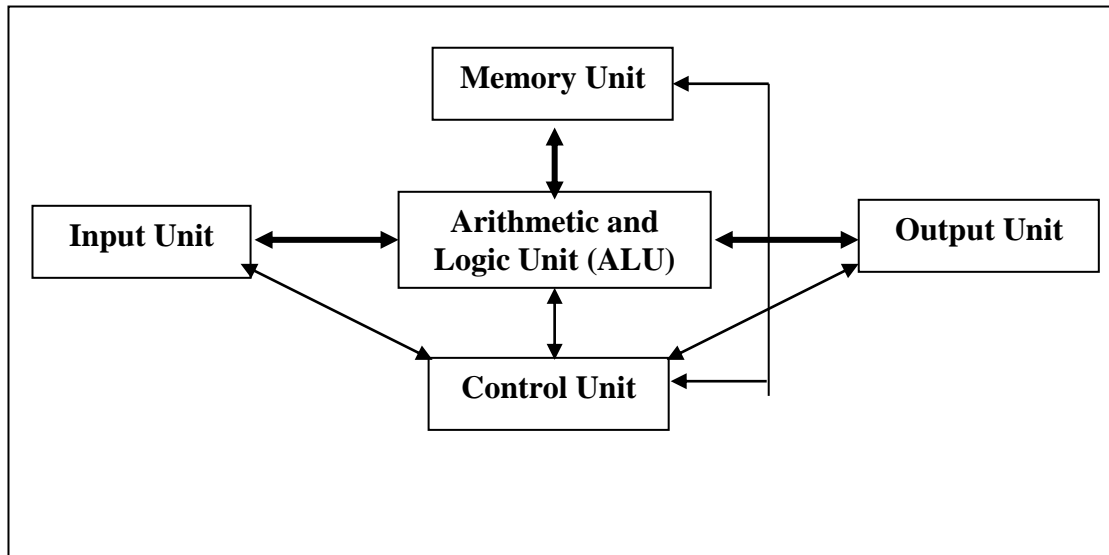 Memory Unit
Input Unit
Arithmetic and
Logic Unit (ALU)
Output Unit
Control Unit